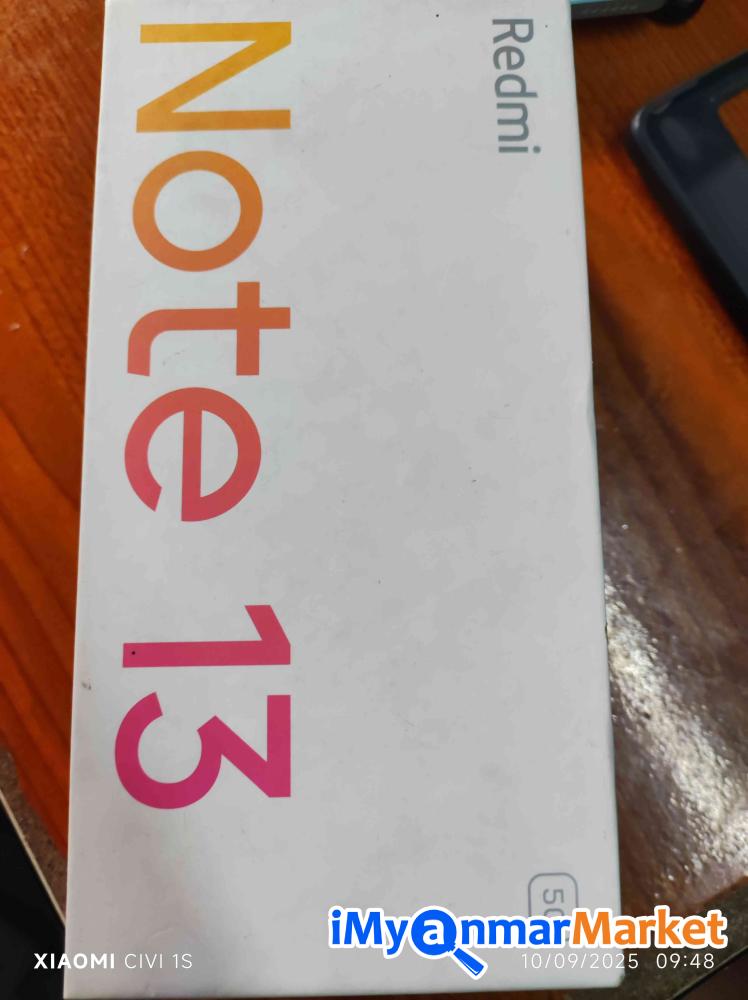 Redmi
Note 13
iMyanmarMarket
XIAOMI CIVI 1S
10/09/2025 09:48